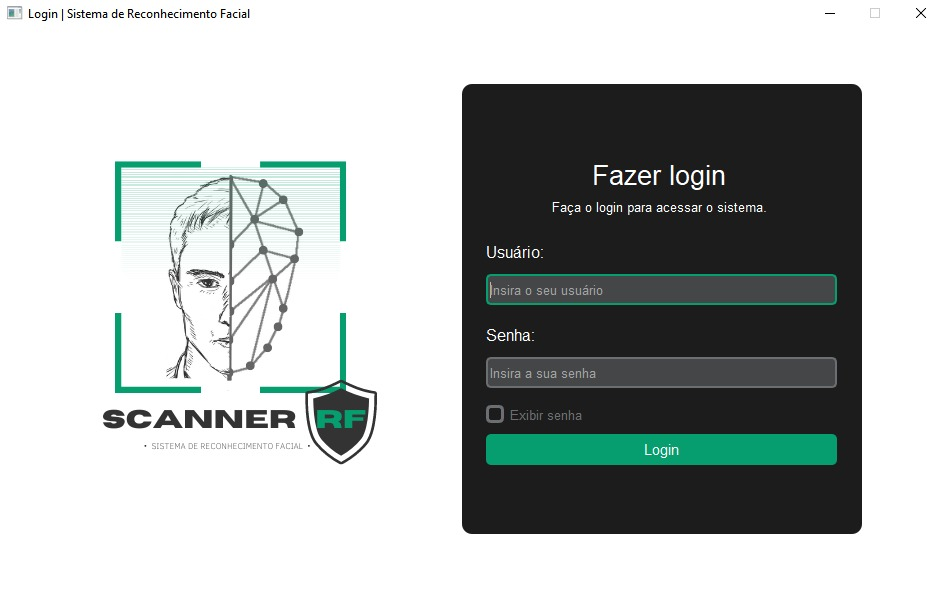 Login | Sistema de Reconhecimento Facial
SCANNER RF
• SISTEMA DE RECONHECIMENTO FACIAL •
Fazer login
Faça o login para acessar o sistema.
Usuário:
Insira o seu usuário
Senha:
Insira a sua senha
Exibir senha
Login